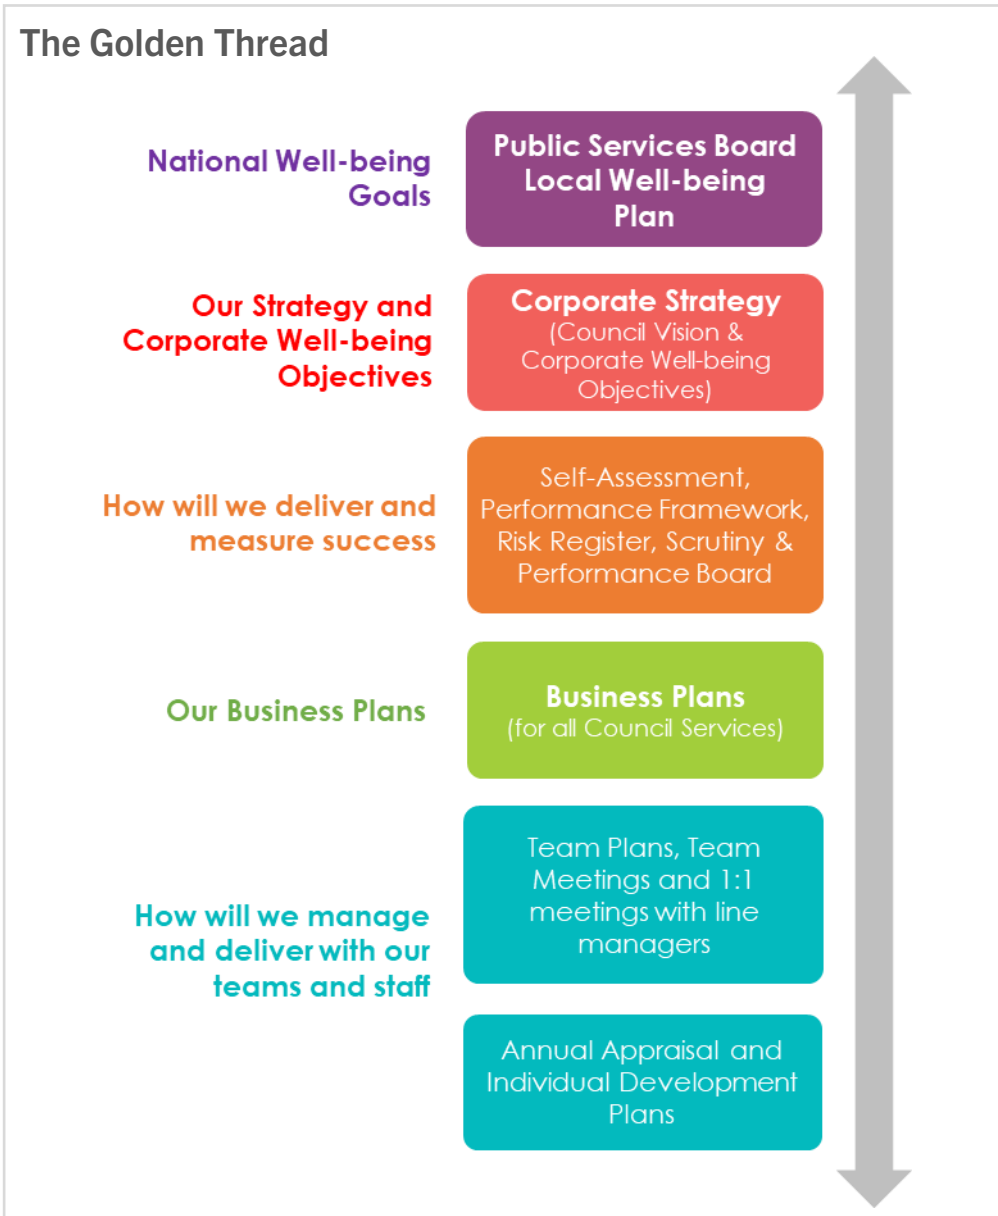 The Golden Thread
National Well-being
Goals
Public Services Board
Local Well-being
Plan
Our Strategy and
Corporate Well-being
Objectives
Corporate Strategy
(Council Vision &
Corporate Well-being
Objectives)
How will we deliver and
measure success
Self-Assessment,
Performance Framework,
Risk Register, Scrutiny &
Performance Board
Our Business Plans
Business Plans
(for all Council Services)
How will we manage
and deliver with our
teams and staff
Team Plans, Team
Meetings and 1:1
meetings with line
managers
Annual Appraisal and
Individual Development
Plans